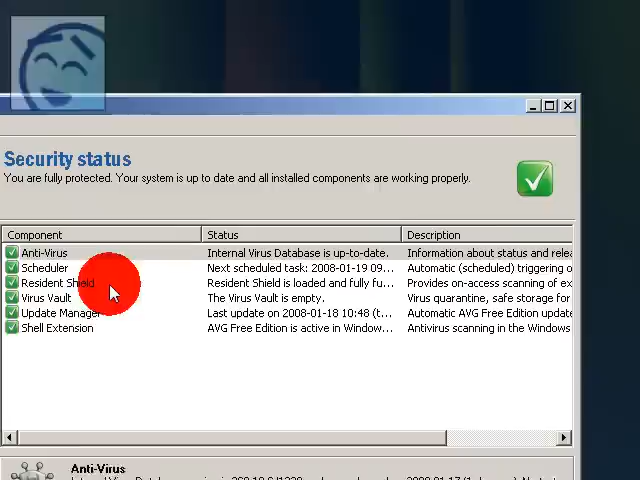 Security status
You are fully protected. Your system is up to date and all installed components are working properly.
Component Status Description
Anti-Virus Internal Virus Database is up-to-date. Information about status and relea
Scheduler Next scheduled task: 2008-01-19 09... Automatic (scheduled) triggering o
Resident Shield Resident Shield is loaded and fully fu... Provides on-access scanning of ex
Virus Vault The Virus Vault is empty. Virus quarantine, safe storage for
Update Manager Last update on 2008-01-18 10:48 (t... Automatic AVG Free Edition update
Shell Extension AVG Free Edition is active in Window... Antivirus scanning in the Windows
Anti-Virus